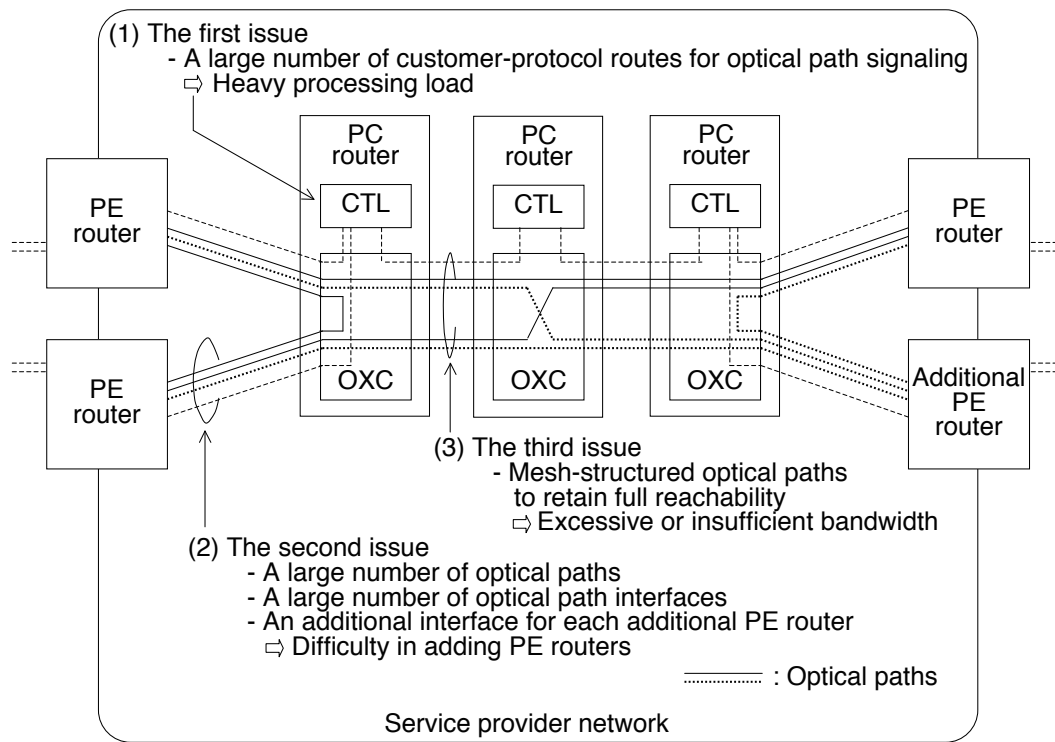 (1) The first issue
- A large number of customer-protocol routes for optical path signaling
⇨ Heavy processing load
PC
router
PC
router
PC
router
CTL
CTL
CTL
PE
router
PE
router
PE
router
Additional
PE
router
OXC
OXC
OXC
(3) The third issue
- Mesh-structured optical paths
to retain full reachability
⇨ Excessive or insufficient bandwidth
(2) The second issue
- A large number of optical paths
- A large number of optical path interfaces
- An additional interface for each additional PE router
⇨ Difficulty in adding PE routers
: Optical paths
Service provider network